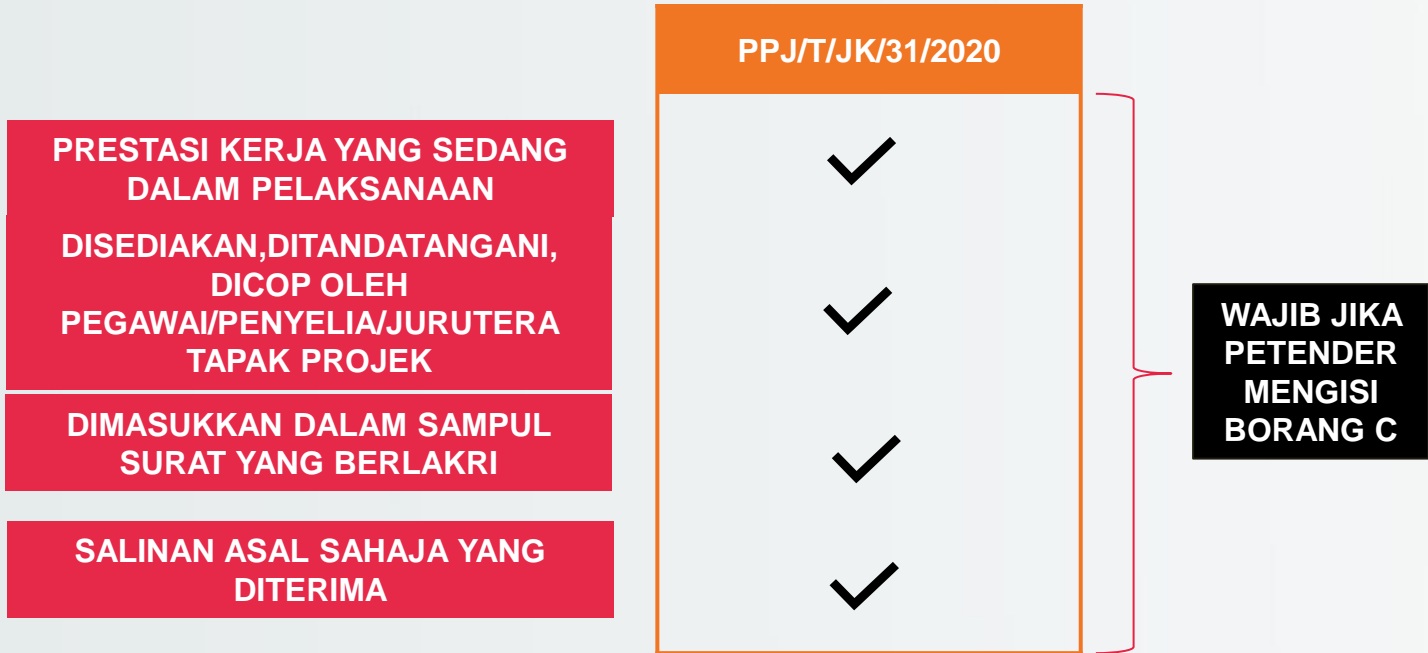 PPJ/T/JK/31/2020
PRESTASI KERJA YANG SEDANG
DALAM PELAKSANAAN
DISEDIAKAN,DITANDATANGANI,
DICOP OLEH
PEGAWAI/PENYELIA/JURUTERA
TAPAK PROJEK
DIMASUKKAN DALAM SAMPUL
SURAT YANG BERLAKRI
SALINAN ASAL SAHAJA YANG
DITERIMA
WAJIB JIKA
PETENDER
MENGISI
BORANG C